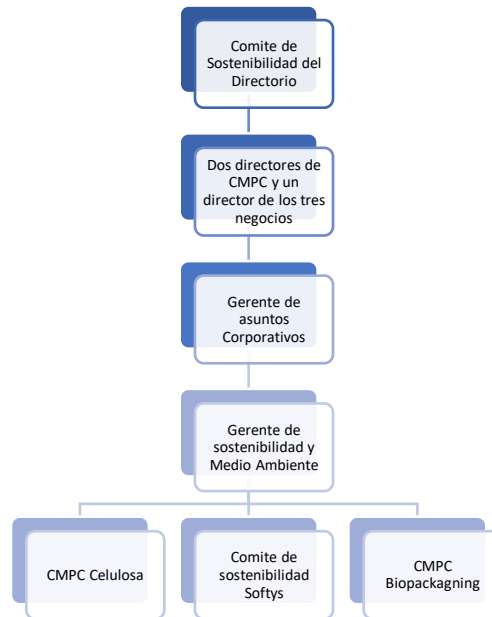 Comite de
Sostenibilidad del
Directorio
Dos directores de
CMPC y un
director de los tres
negocios
Gerente de
asuntos
Corporativos
Gerente de
sostenibilidad y
Medio Ambiente
CMPC Celulosa
Comite de
sostenibilidad
Softys
CMPC
Biopackagning